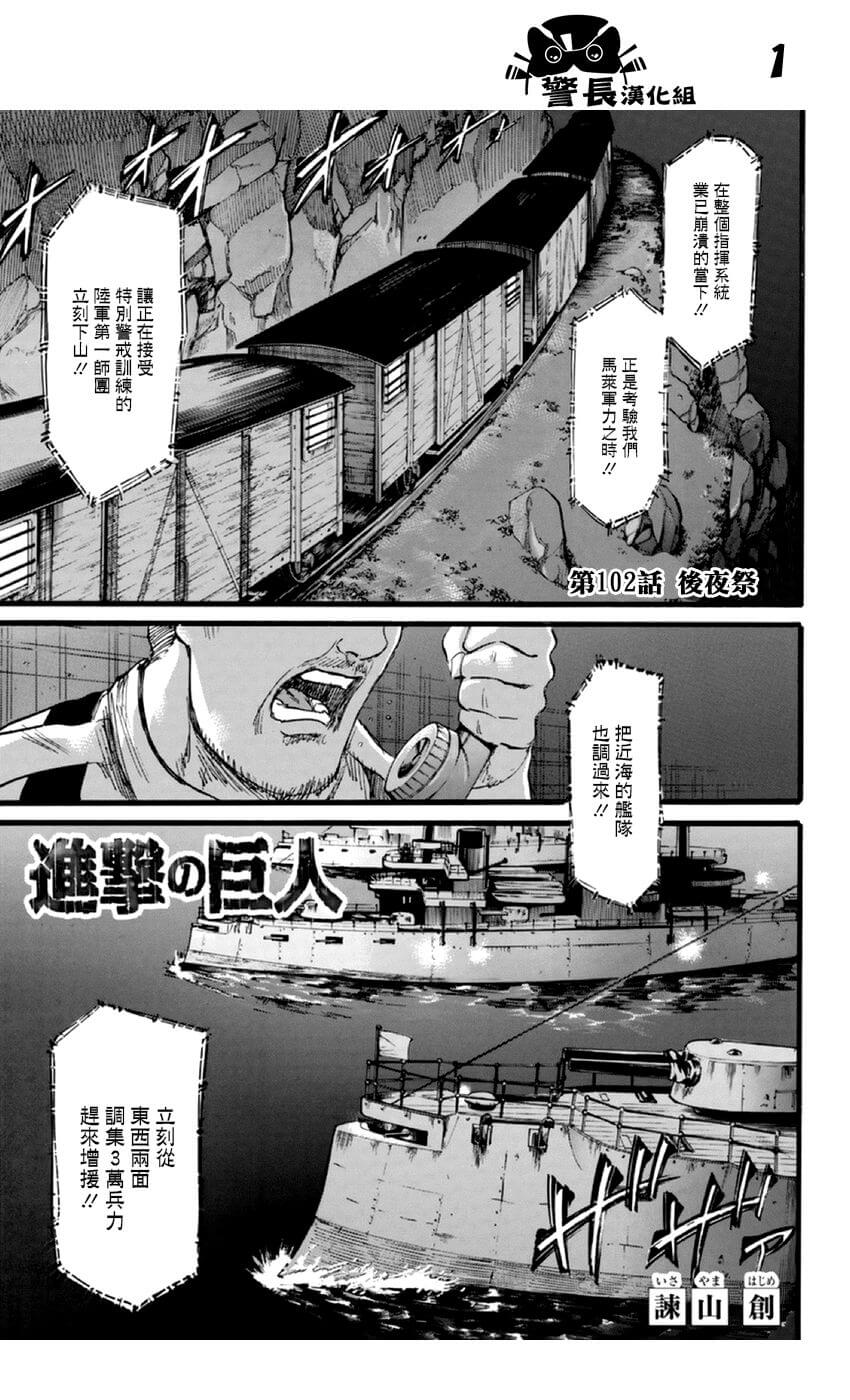 警長漢化組
1
在整個指揮系統
業已崩潰的當下!!
正是考驗我們
馬萊軍力之時!!
讓正在接受
特別警戒訓練的
陸軍第一師團
立刻下山!!
第102話 後夜祭
把近海的艦隊
也調過來!!
進撃の巨人
立刻從
東西兩面
調集3萬兵力
趕來增援!!
ザザァ
いさ やま はじめ
諫山創